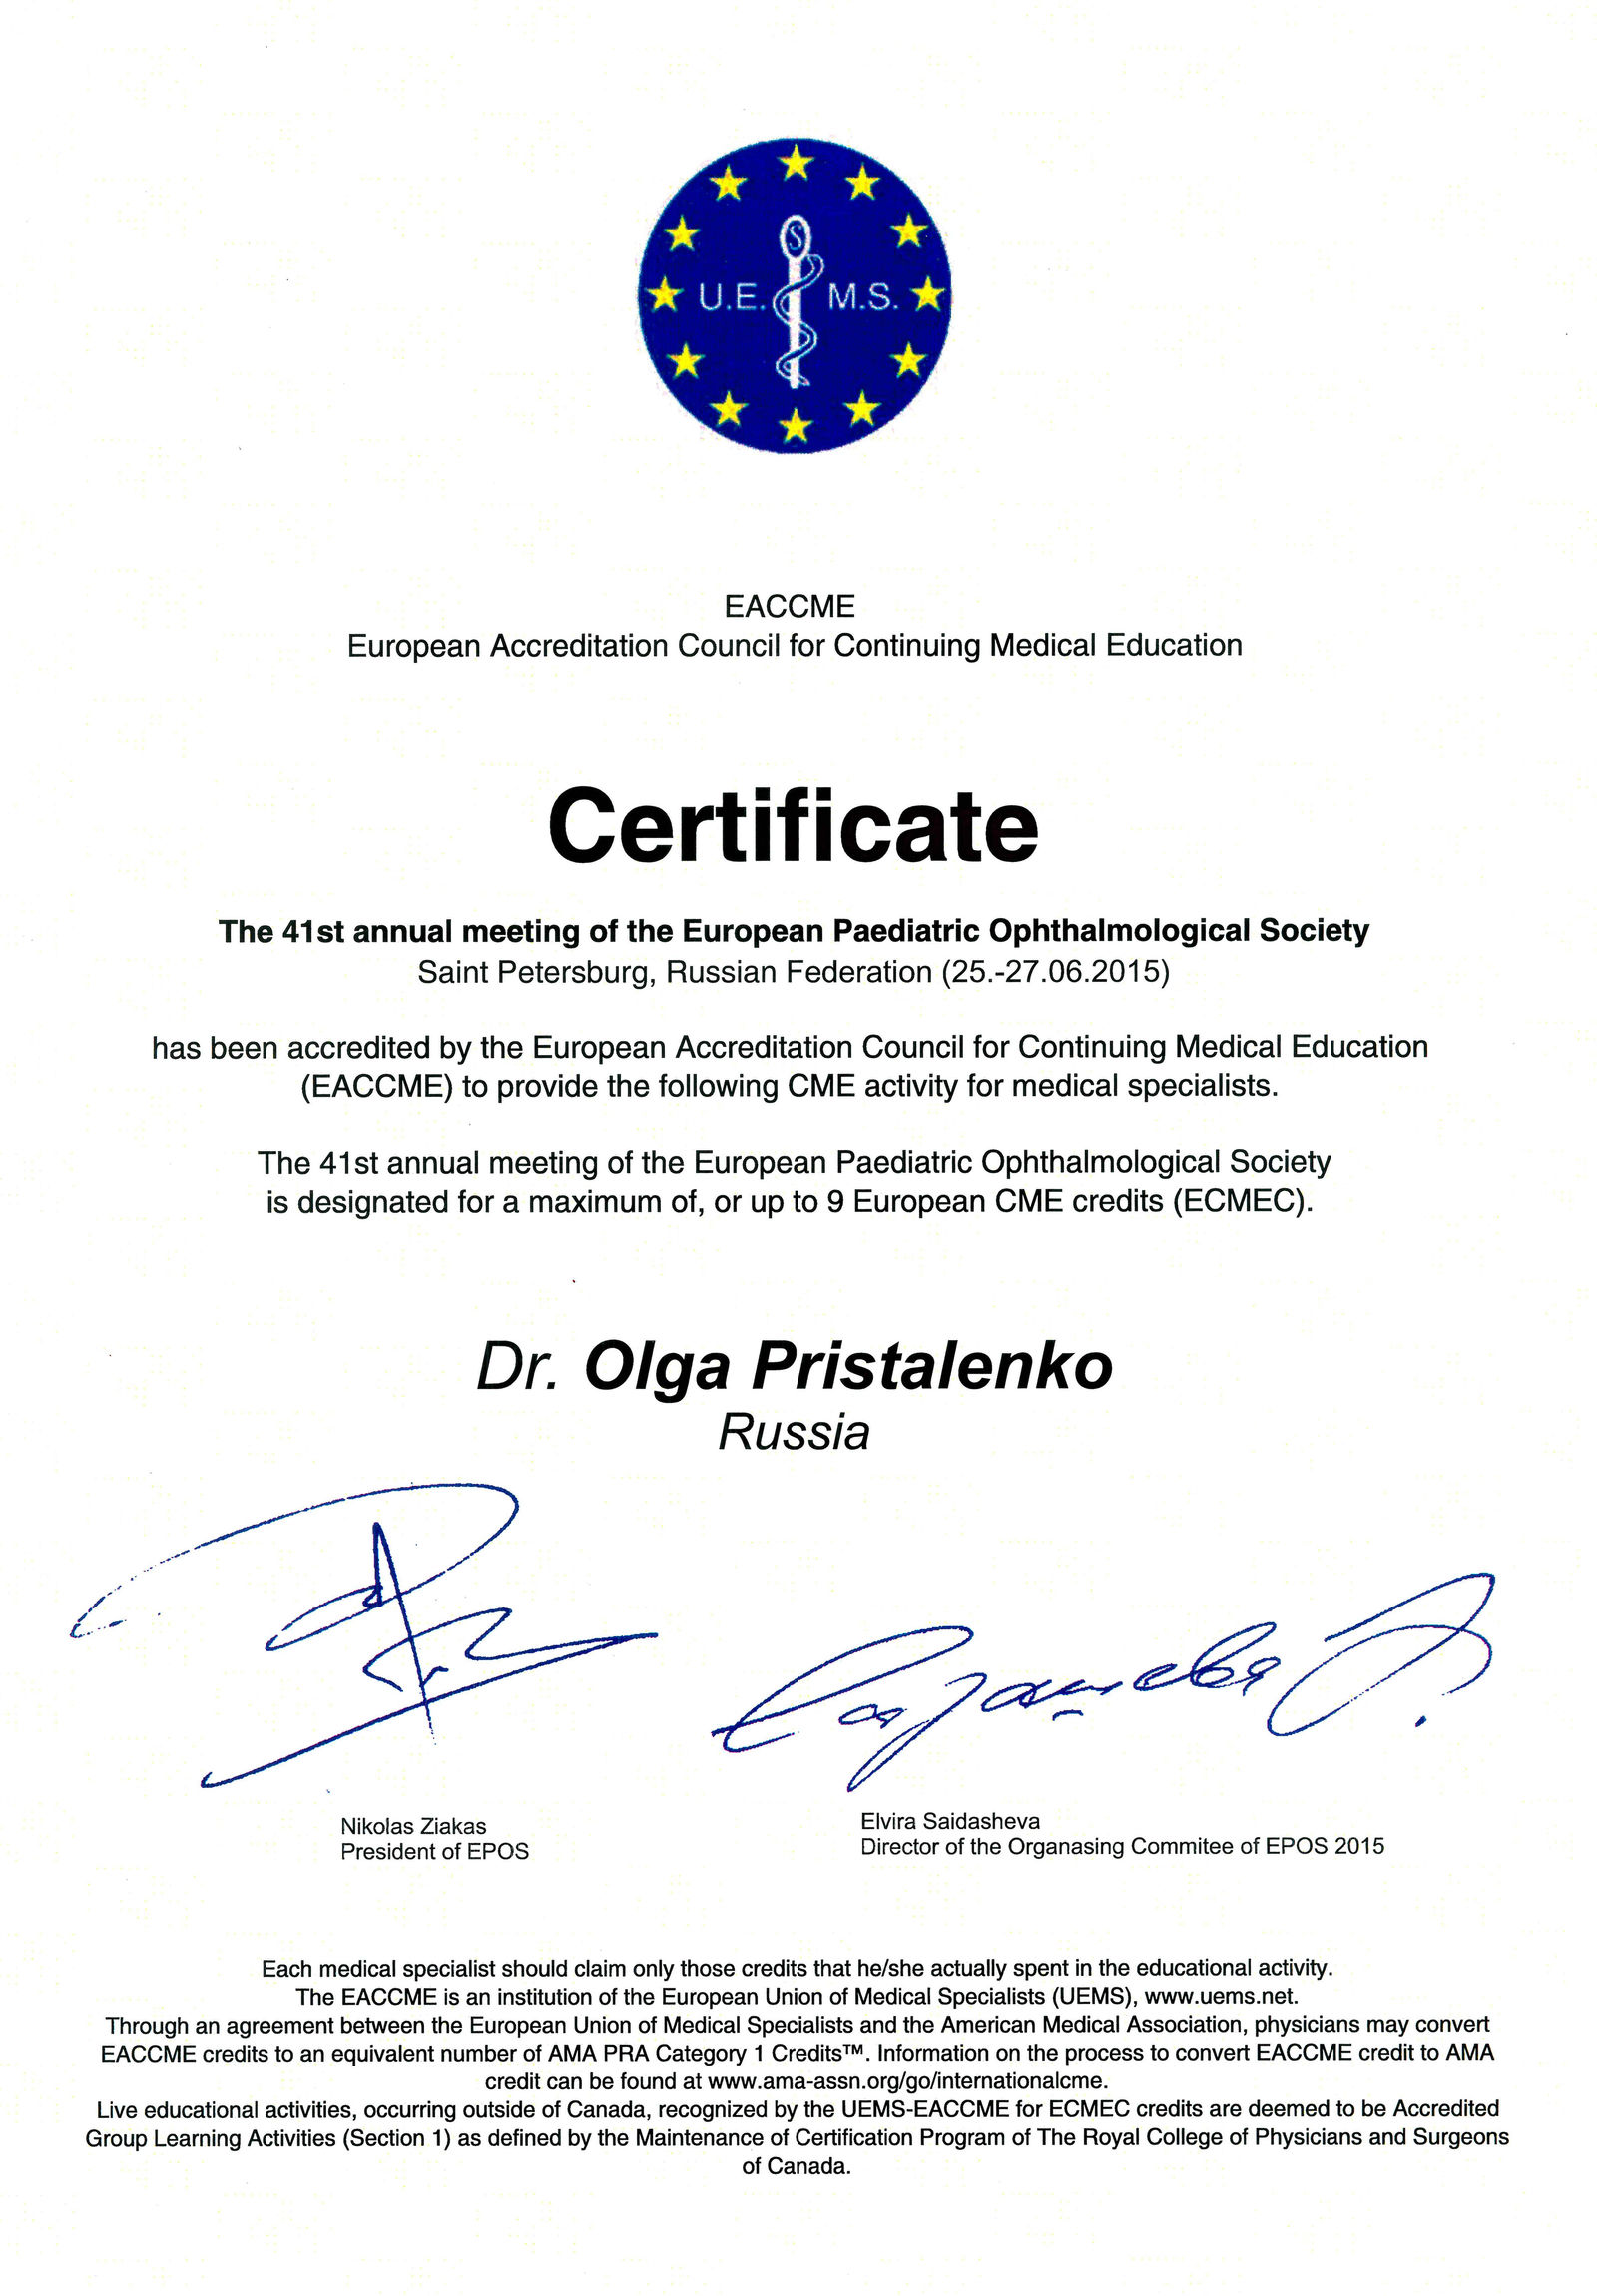 U.E. S M.S.
EACCME
European Accreditation Council for Continuing Medical Education
Certificate
The 41st annual meeting of the European Paediatric Ophthalmological Society
Saint Petersburg, Russian Federation (25.-27.06.2015)
has been accredited by the European Accreditation Council for Continuing Medical Education
(EACCME) to provide the following CME activity for medical specialists.
The 41st annual meeting of the European Paediatric Ophthalmological Society
is designated for a maximum of, or up to 9 European CME credits (ECMEC).
Dr. Olga Pristalenko
Russia
Nikolas Ziakas
President of EPOS
Elvira Saidasheva
Director of the Organasing Commitee of EPOS 2015
Each medical specialist should claim only those credits that he/she actually spent in the educational activity.
The EACCME is an institution of the European Union of Medical Specialists (UEMS), www.uems.net.
Through an agreement between the European Union of Medical Specialists and the American Medical Association, physicians may convert
EACCME credits to an equivalent number of AMA PRA Category 1 Credits™. Information on the process to convert EACCME credit to AMA
credit can be found at www.ama-assn.org/go/internationalcme.
Live educational activities, occurring outside of Canada, recognized by the UEMS-EACCME for ECMEC credits are deemed to be Accredited
Group Learning Activities (Section 1) as defined by the Maintenance of Certification Program of The Royal College of Physicians and Surgeons
of Canada.